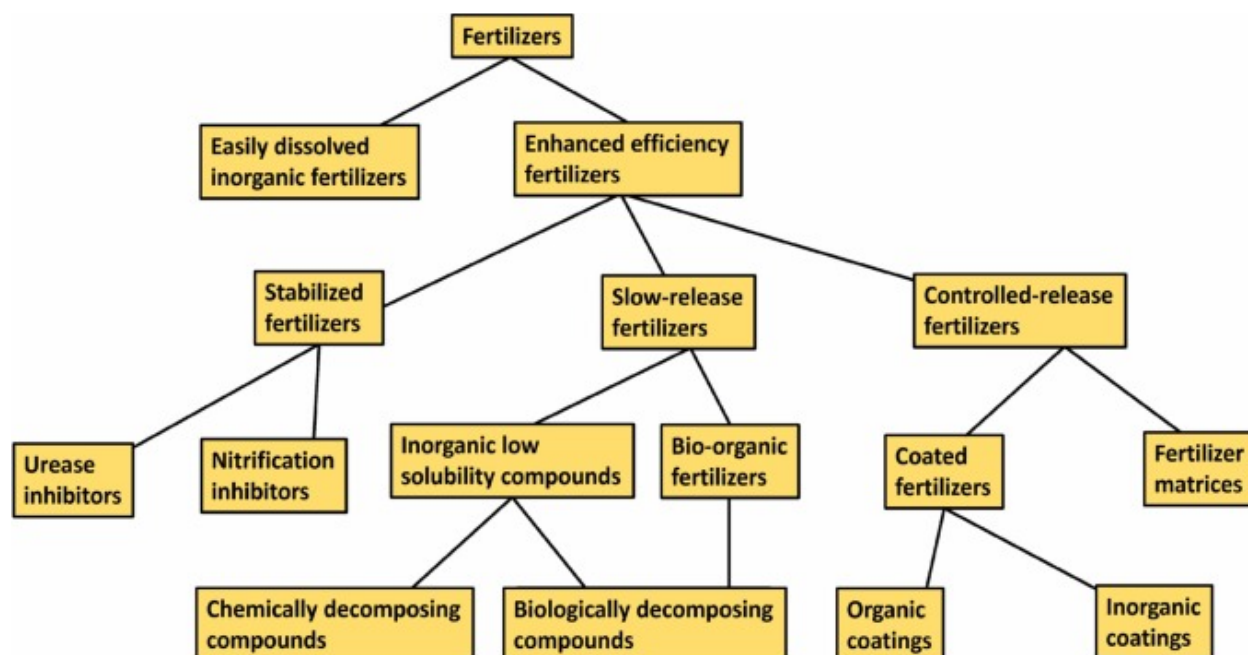 Fertilizers
Easily dissolved
inorganic fertilizers
Enhanced efficiency
fertilizers
Stabilized
fertilizers
Slow-release
fertilizers
Controlled-release
fertilizers
Urease
inhibitors
Nitrification
inhibitors
Inorganic low
solubility compounds
Bio-organic
fertilizers
Coated
fertilizers
Fertilizer
matrices
Chemically decomposing
compounds
Biologically decomposing
compounds
Organic
coatings
Inorganic
coatings